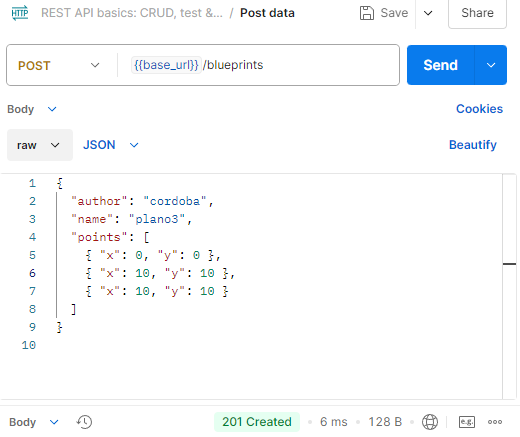 HTTP REST API basics: CRUD, test &... / Post data Save Share
POST {{base_url}} /blueprints Send
Body Cookies
raw JSON Beautify
1 {
2 "author": "cordoba",
3 "name": "plano3",
4 "points": [
5 { "x": 0, "y": 0 },
6 { "x": 10, "y": 10 },
7 { "x": 10, "y": 10 }
8 ]
9 }
10
Body 201 Created • 6 ms • 128 B • e.g. ...